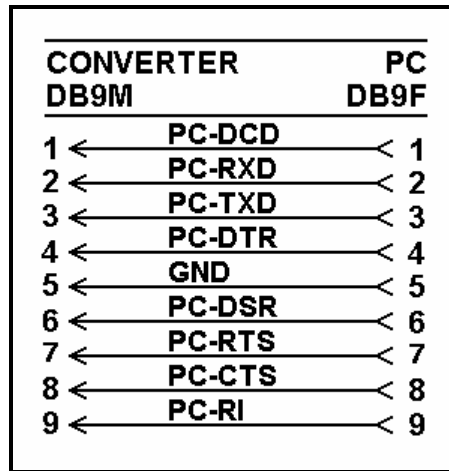 CONVERTER PC
DB9M DB9F
1 PC-DCD 1
2 PC-RXD 2
3 PC-TXD 3
4 PC-DTR 4
5 GND 5
6 PC-DSR 6
7 PC-RTS 7
8 PC-CTS 8
9 PC-RI 9